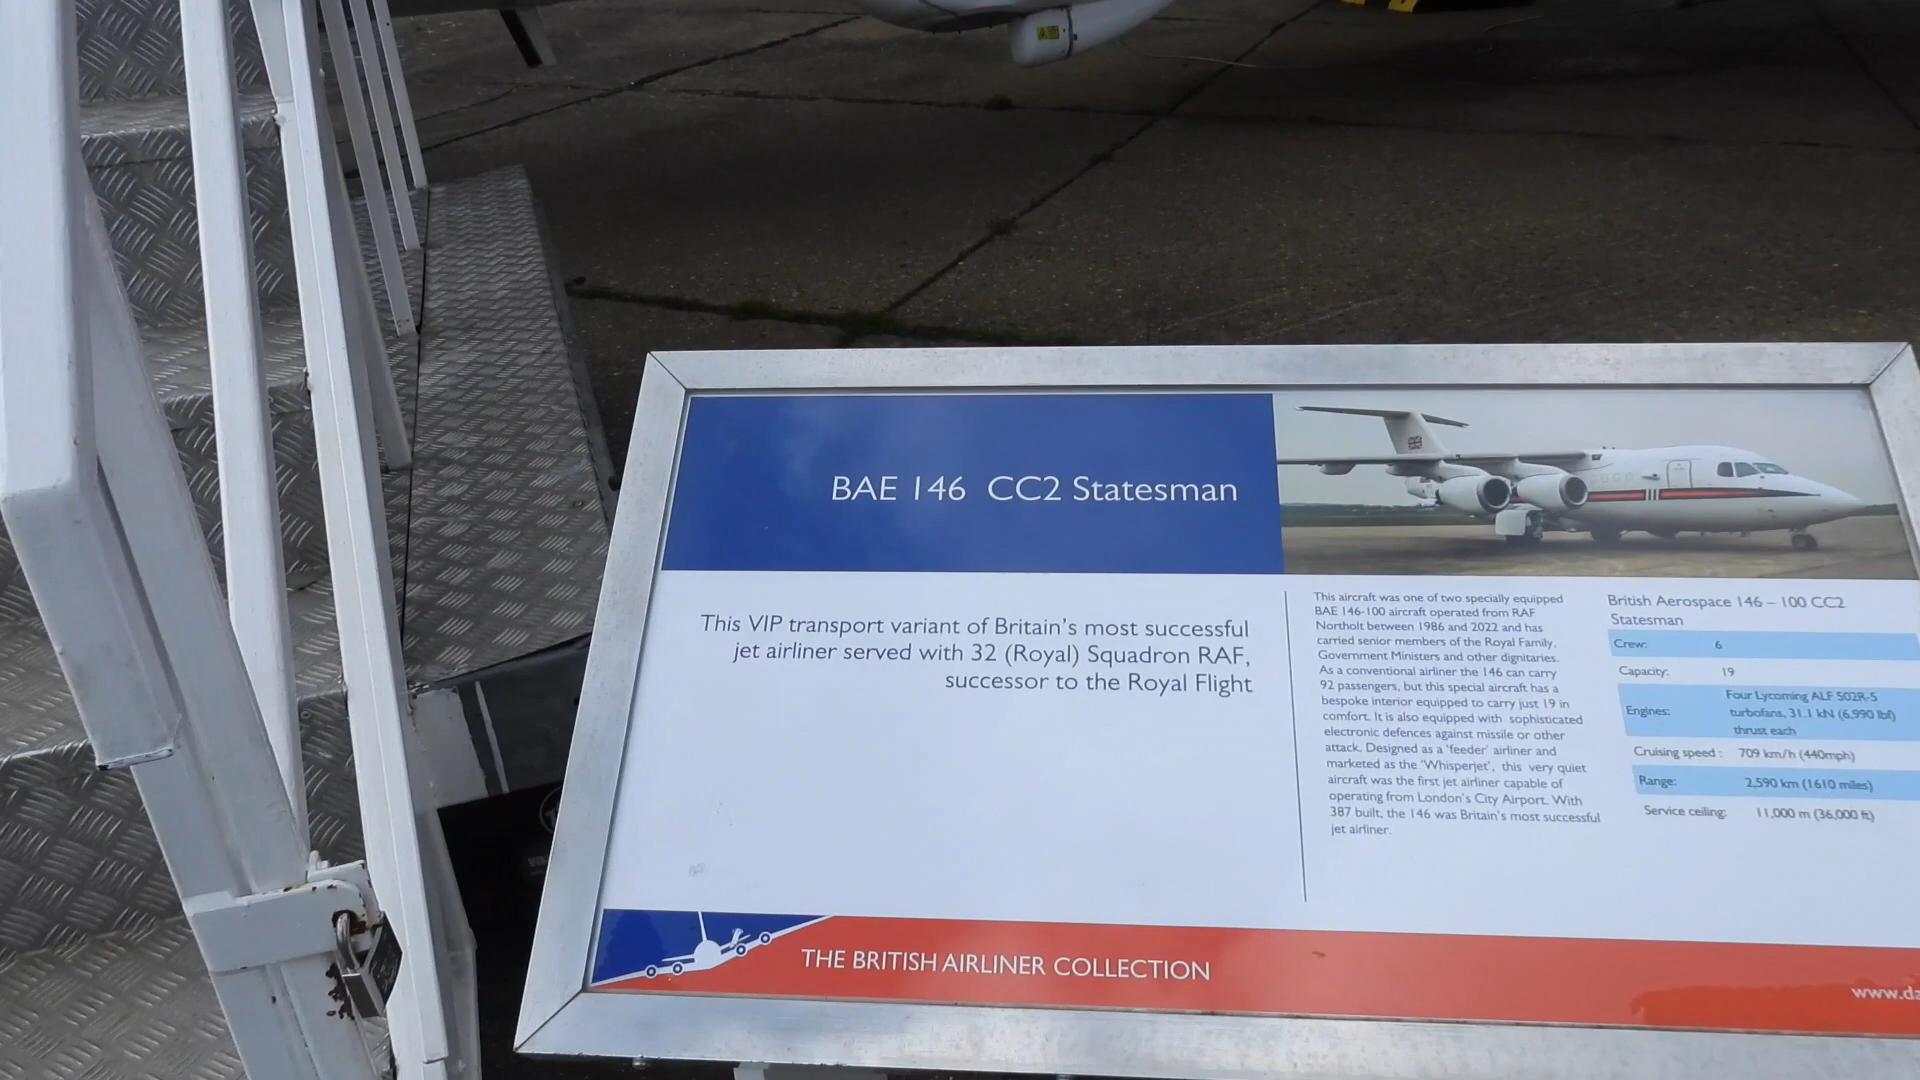 BAE 146 CC2 Statesman
This VIP transport variant of Britain's most successful
jet airliner served with 32 (Royal) Squadron RAF,
successor to the Royal Flight
This aircraft was one of two specially equipped
BAE 146-100 aircraft operated from RAF
Northolt between 1986 and 2022 and has
carried senior members of the Royal Family,
Government Ministers and other dignitaries.
As a conventional airliner the 146 can carry
92 passengers, but this special aircraft has a
bespoke interior equipped to carry just 19 in
comfort. It is also equipped with sophisticated
electronic defences against missile or other
attack. Designed as a 'feeder' airliner and
marketed as the 'Whisperjet', this very quiet
aircraft was the first jet airliner capable of
operating from London's City Airport. With
387 built, the 146 was Britain's most successful
jet airliner.
British Aerospace 146 – 100 CC2
Statesman
Crew: 6
Capacity: 19
Engines: Four Lycoming ALF 502R-5
turbofans, 31.1 kN (6,990 lbf)
thrust each
Cruising speed : 709 km/h (440mph)
Range: 2,590 km (1610 miles)
Service ceiling: 11,000 m (36,000 ft)
THE BRITISH AIRLINER COLLECTION
www.da